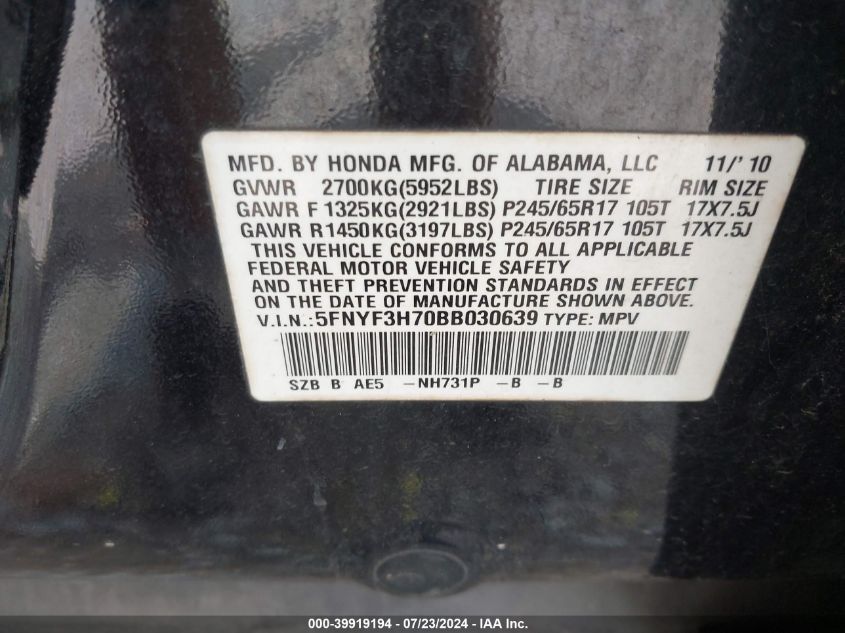 MFD. BY HONDA MFG. OF ALABAMA, LLC 11/'10
GVWR 2700KG(5952LBS) TIRE SIZE RIM SIZE
GAWR F 1325KG(2921LBS) P245/65R17 105T 17X7.5J
GAWR R1450KG(3197LBS) P245/65R17 105T 17X7.5J
THIS VEHICLE CONFORMS TO ALL APPLICABLE
FEDERAL MOTOR VEHICLE SAFETY
AND THEFT PREVENTION STANDARDS IN EFFECT
ON THE DATE OF MANUFACTURE SHOWN ABOVE.
V.I.N.:5FNYF3H70BB030639 TYPE: MPV
SZB B AE5 -NH731P -B -B
000-39919194 / 07/23/2024 - IAA Inc.